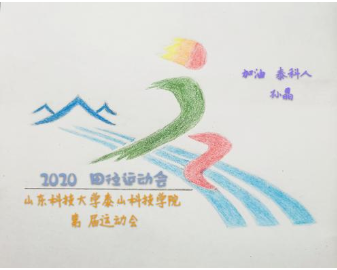 加油 泰科人
孙晶
2020 田径运动会
山东科技大学泰山科技学院
第 届运动会